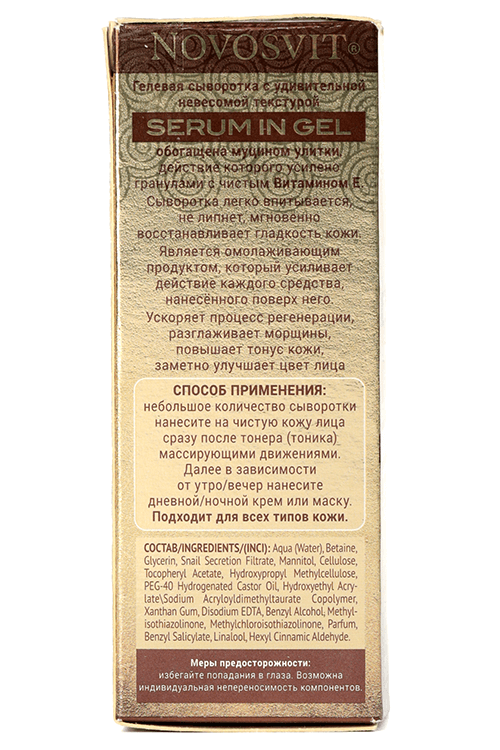 NOVOSVIT®
Гелевая сыворотка с удивительной
невесомой текстурой
SERUM IN GEL
обогащена муцином улитки,
действие которого усилено
гранулами с чистым Витамином Е.
Сыворотка легко впитывается,
не липнет, мгновенно
восстанавливает гладкость кожи.
Является омолаживающим
продуктом, который усиливает
действие каждого средства,
нанесённого поверх него.
Ускоряет процесс регенерации,
разглаживает морщины,
повышает тонус кожи,
заметно улучшает цвет лица
СПОСОБ ПРИМЕНЕНИЯ:
небольшое количество сыворотки
нанесите на чистую кожу лица
сразу после тонера (тоника)
массирующими движениями.
Далее в зависимости
от утро/вечер нанесите
дневной/ночной крем или маску.
Подходит для всех типов кожи.
СОСТАВ/INGREDIENTS/(INCI): Aqua (Water), Betaine,
Glycerin, Snail Secretion Filtrate, Mannitol, Cellulose,
Tocopheryl Acetate, Hydroxypropyl Methylcellulose,
PEG-40 Hydrogenated Castor Oil, Hydroxyethyl Acry-
late\Sodium Acryloyldimethyltaurate Copolymer,
Xanthan Gum, Disodium EDTA, Benzyl Alcohol, Methyl-
isothiazolinone, Methylchloroisothiazolinone, Parfum,
Benzyl Salicylate, Linalool, Hexyl Cinnamic Aldehyde.
Меры предосторожности:
избегайте попадания в глаза. Возможна
индивидуальная непереносимость компонентов.